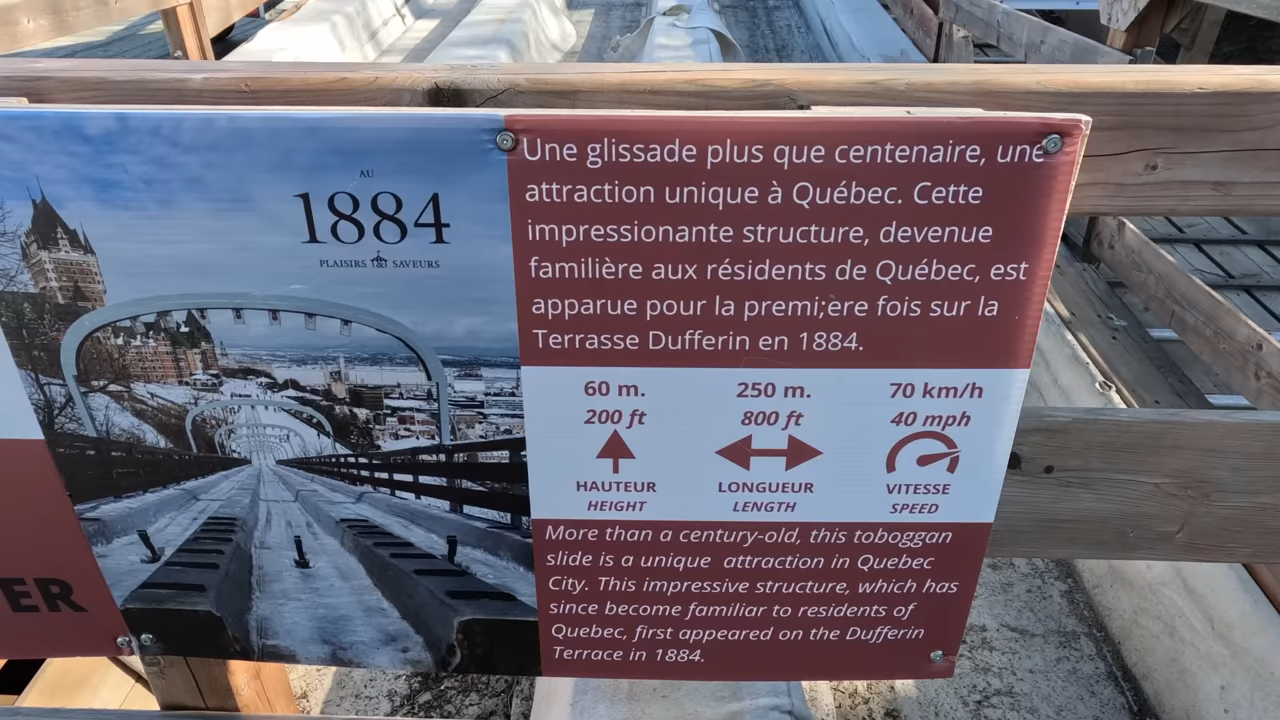 AU
1884
PLAISIRS & SAVEURS
ER
Une glissade plus que centenaire, une
attraction unique à Québec. Cette
impressionante structure, devenue
familière aux résidents de Québec, est
apparue pour la premi;ere fois sur la
Terrasse Dufferin en 1884.
60 m.
200 ft
HAUTEUR
HEIGHT
250 m.
800 ft
LONGUEUR
LENGTH
70 km/h
40 mph
VITESSE
SPEED
More than a century-old, this toboggan
slide is a unique attraction in Quebec
City. This impressive structure, which has
since become familiar to residents of
Quebec, first appeared on the Dufferin
Terrace in 1884.